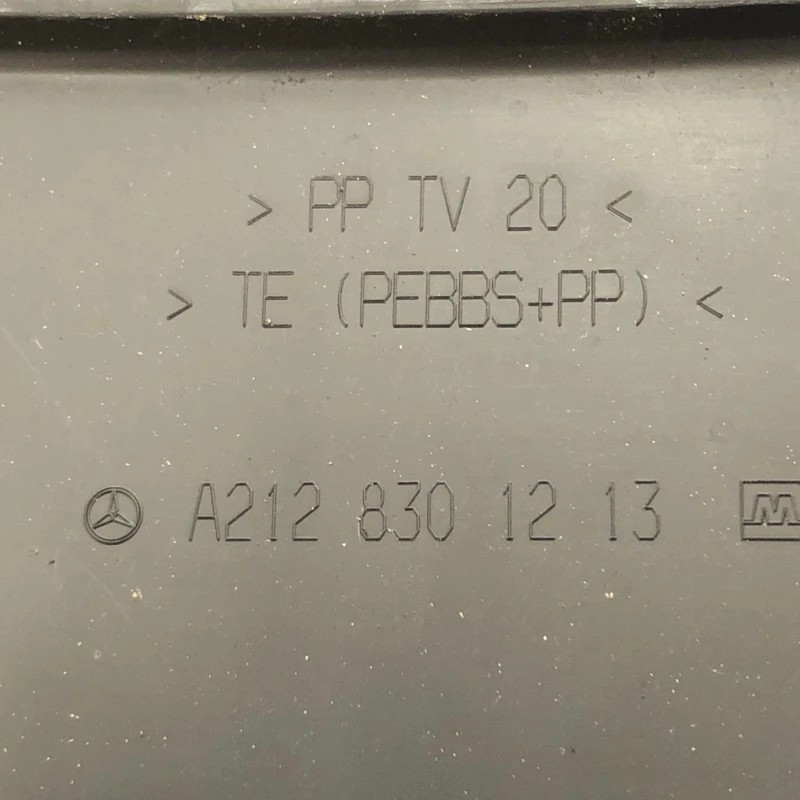 > PP TV 20 <
> TE (PEBBS+PP) <
A212 830 12 13 M